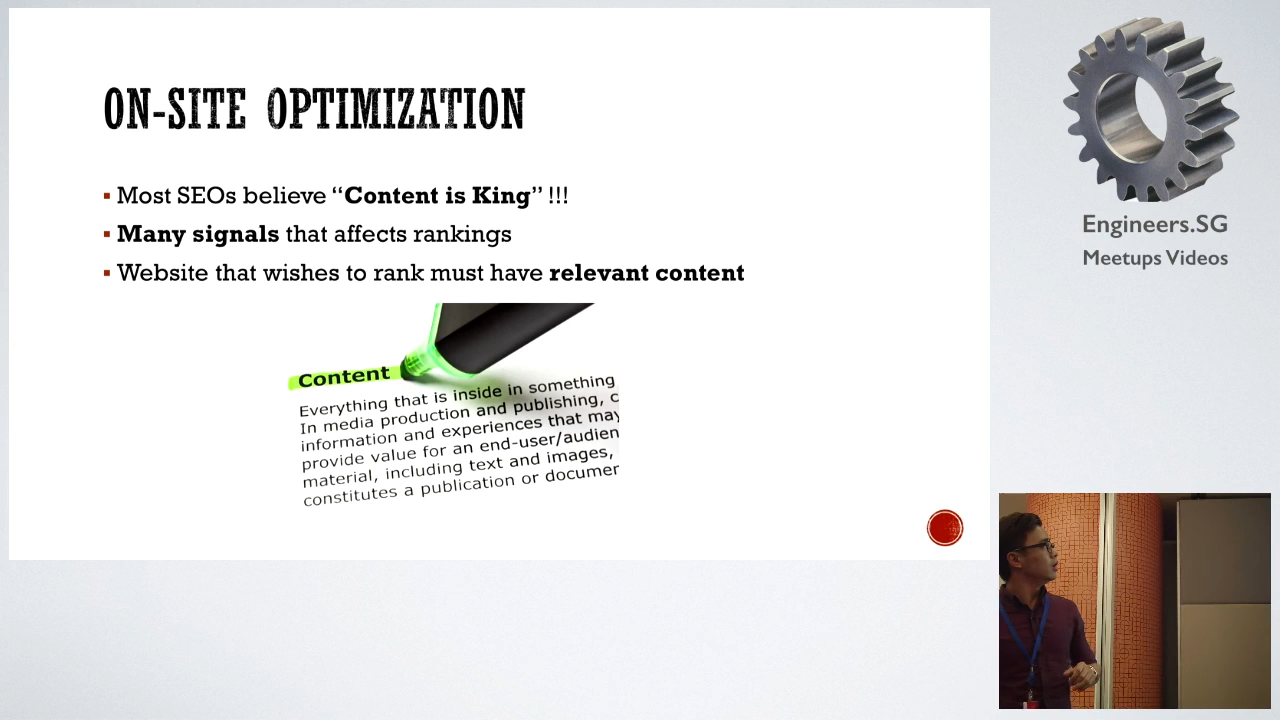 ON-SITE OPTIMIZATION
Most SEOs believe “Content is King” !!!
Many signals that affects rankings
Website that wishes to rank must have relevant content
Content
Everything that is inside in something
In media production and publishing, c
information and experiences that may
provide value for an end-user/audien
material, including text and images,
constitutes a publication or documen
Engineers.SG
Meetups Videos